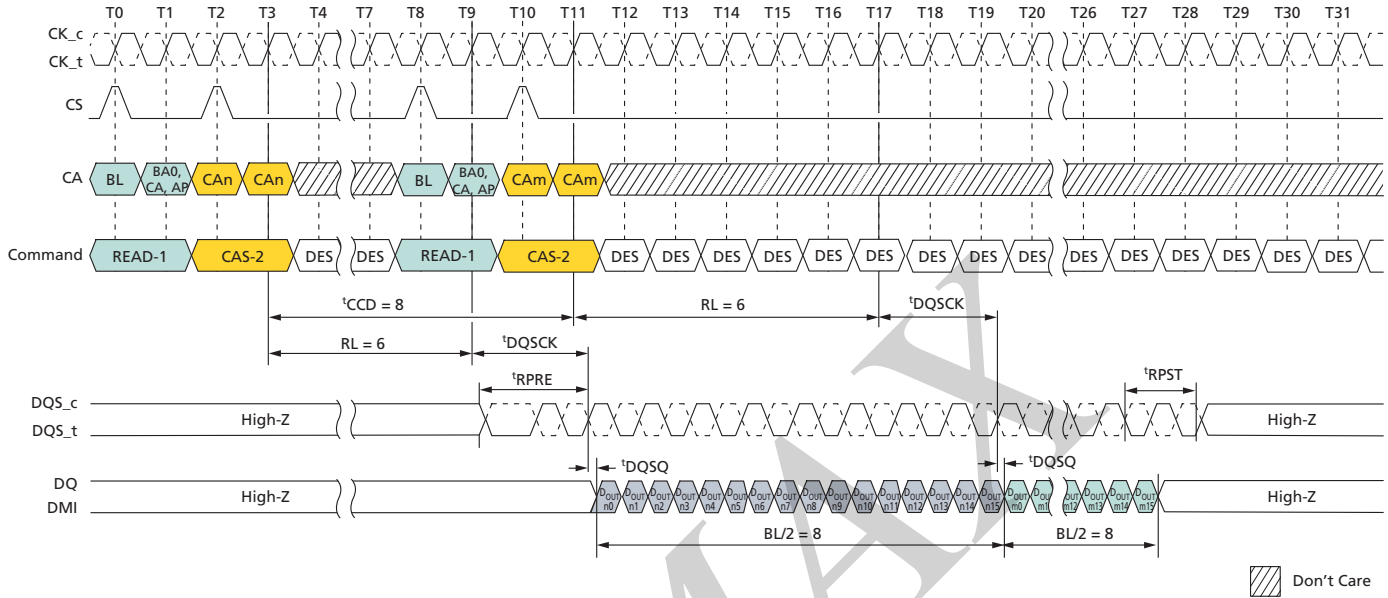 T0 T1 T2 T3 T4 T7 T8 T9 T10 T11 T12 T13 T14 T15 T16 T17 T18 T19 T20 T26 T27 T28 T29 T30 T31
CK_c
CK_t
CS
CA BL BA0, CA, AP CAn CAn BL BA0, CA, AP CAm CAm
Command READ-1 CAS-2 DES DES READ-1 CAS-2 DES DES DES DES DES DES DES DES DES DES DES DES DES DES DES
tCCD = 8 RL = 6 tDQSCK
RL = 6 tDQSCK
tRPRE tRPST
DQS_c
DQS_t
High-Z High-Z
tDQSQ tDQSQ
DQ
DMI
High-Z DOUT n0 DOUT n1 DOUT n2 DOUT n3 DOUT n4 DOUT n5 DOUT n6 DOUT n7 DOUT n8 DOUT n9 DOUT n10 DOUT n11 DOUT n12 DOUT n13 DOUT n14 DOUT n15 DOUT m0 DOUT m1 DOUT m12 DOUT m13 DOUT m14 DOUT m15 High-Z
BL/2 = 8 BL/2 = 8
Don't Care